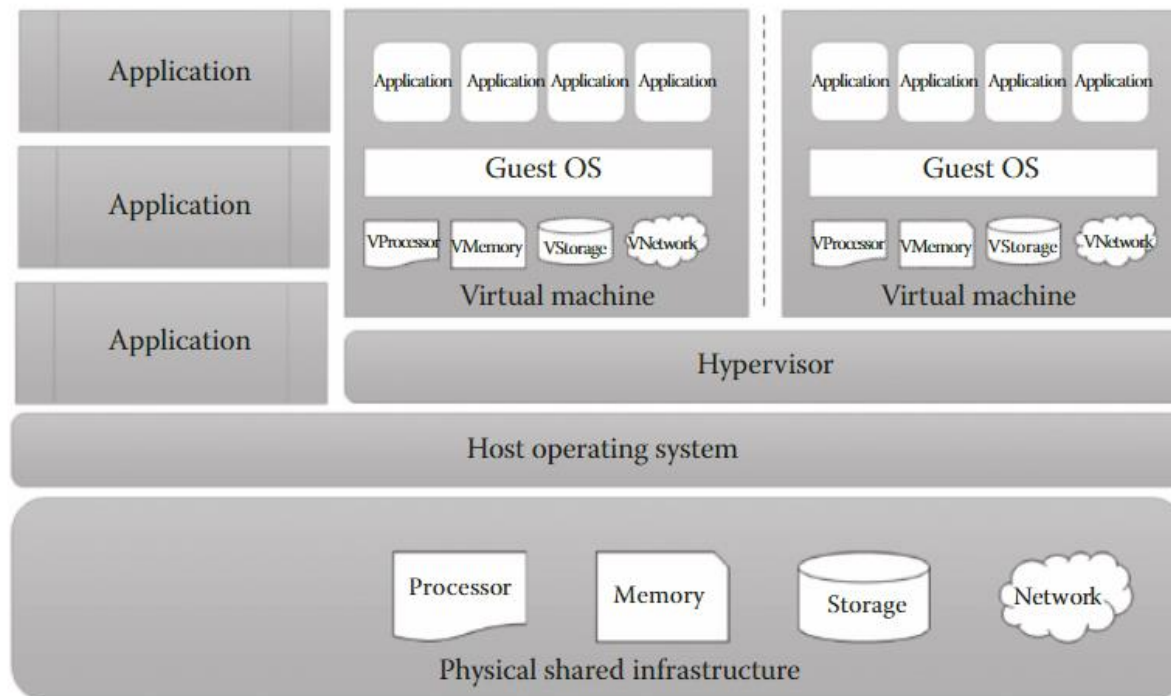 Application
Application
Application
Application Application Application Application
Guest OS
VProcessor VMemory VStorage VNetwork
Virtual machine
Application Application Application Application
Guest OS
VProcessor VMemory VStorage VNetwork
Virtual machine
Hypervisor
Host operating system
Processor Memory Storage Network
Physical shared infrastructure